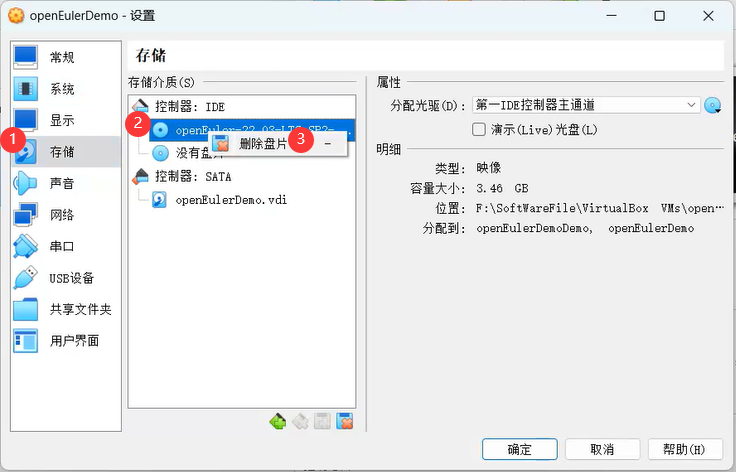 openEulerDemo - 设置
常规
系统
显示
1
存储
声音
网络
串口
USB设备
共享文件夹
用户界面
存储
存储介质(S)
控制器: IDE
2
openEuler-22.03-LTS-SP2-...
删除盘片
3
没有盘片
控制器: SATA
openEulerDemo.vdi
属性
分配光驱(D): 第一IDE控制器主通道
演示(Live)光盘(L)
明细
类型: 映像
容量大小: 3.46 GB
位置: F:\SoftWareFile\VirtualBox VMs\open…
分配到: openEulerDemoDemo, openEulerDemo
确定
取消
帮助(H)